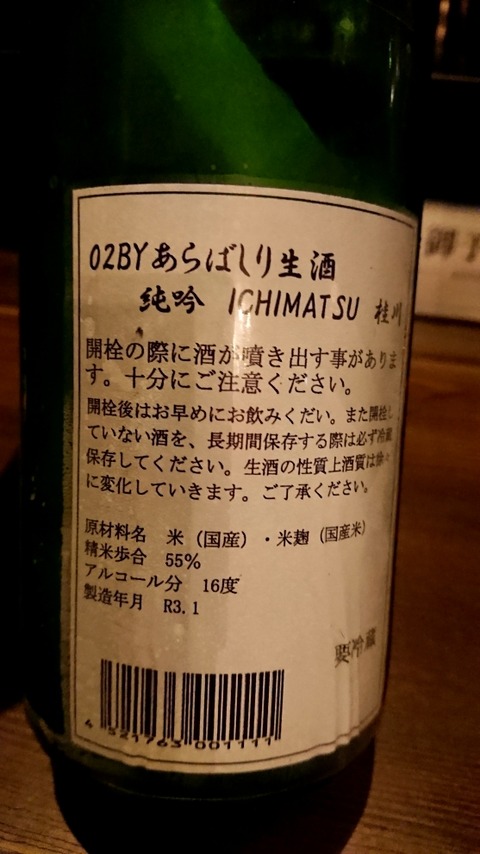 02BYあらばしり生酒
純吟 ICHIMATSU 桂川
開栓の際に酒が噴き出す事がありま
す。十分にご注意ください。
開栓後はお早めにお飲みくだい。また開栓し
ていない酒を、長期間保存する際は必ず冷蔵
保存してください。生酒の性質上酒質は徐々
に変化していきます。ご了承ください。
原材料名 米（国産）・米麹（国産米）
精米歩合 55%
アルコール分 16度
製造年月 R3.1
要冷蔵
4 521763 001111